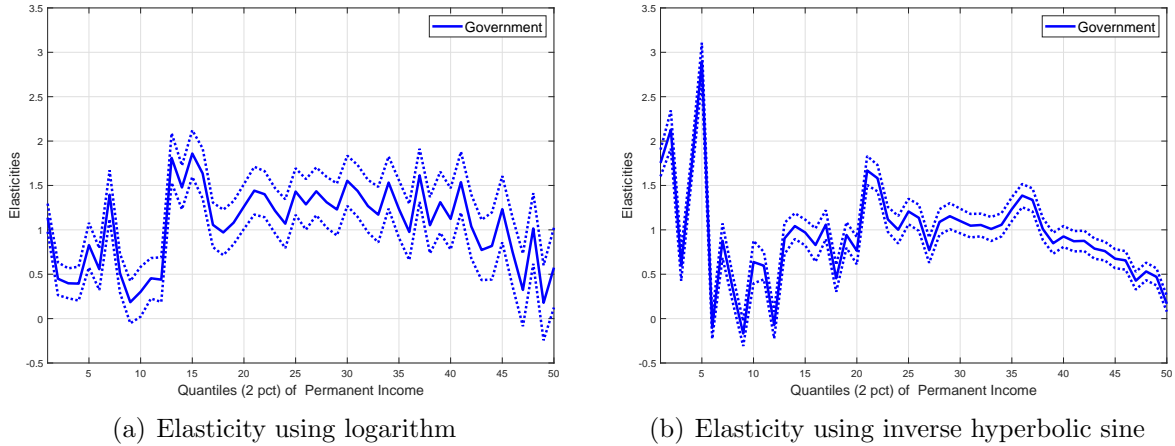 3.5
3
2.5
2
1.5
1
0.5
0
-0.5
Elasticities
Government
5 10 15 20 25 30 35 40 45 50
Quantiles (2 pct) of Permanent Income
(a) Elasticity using logarithm
3.5
3
2.5
2
1.5
1
0.5
0
-0.5
Elasticities
Government
5 10 15 20 25 30 35 40 45 50
Quantiles (2 pct) of Permanent Income
(b) Elasticity using inverse hyperbolic sine